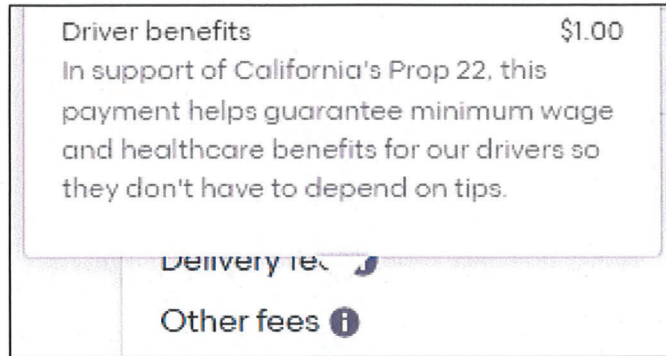 Driver benefits $1.00
In support of California's Prop 22, this
payment helps guarantee minimum wage
and healthcare benefits for our drivers so
they don't have to depend on tips.
Delivery
Other fees